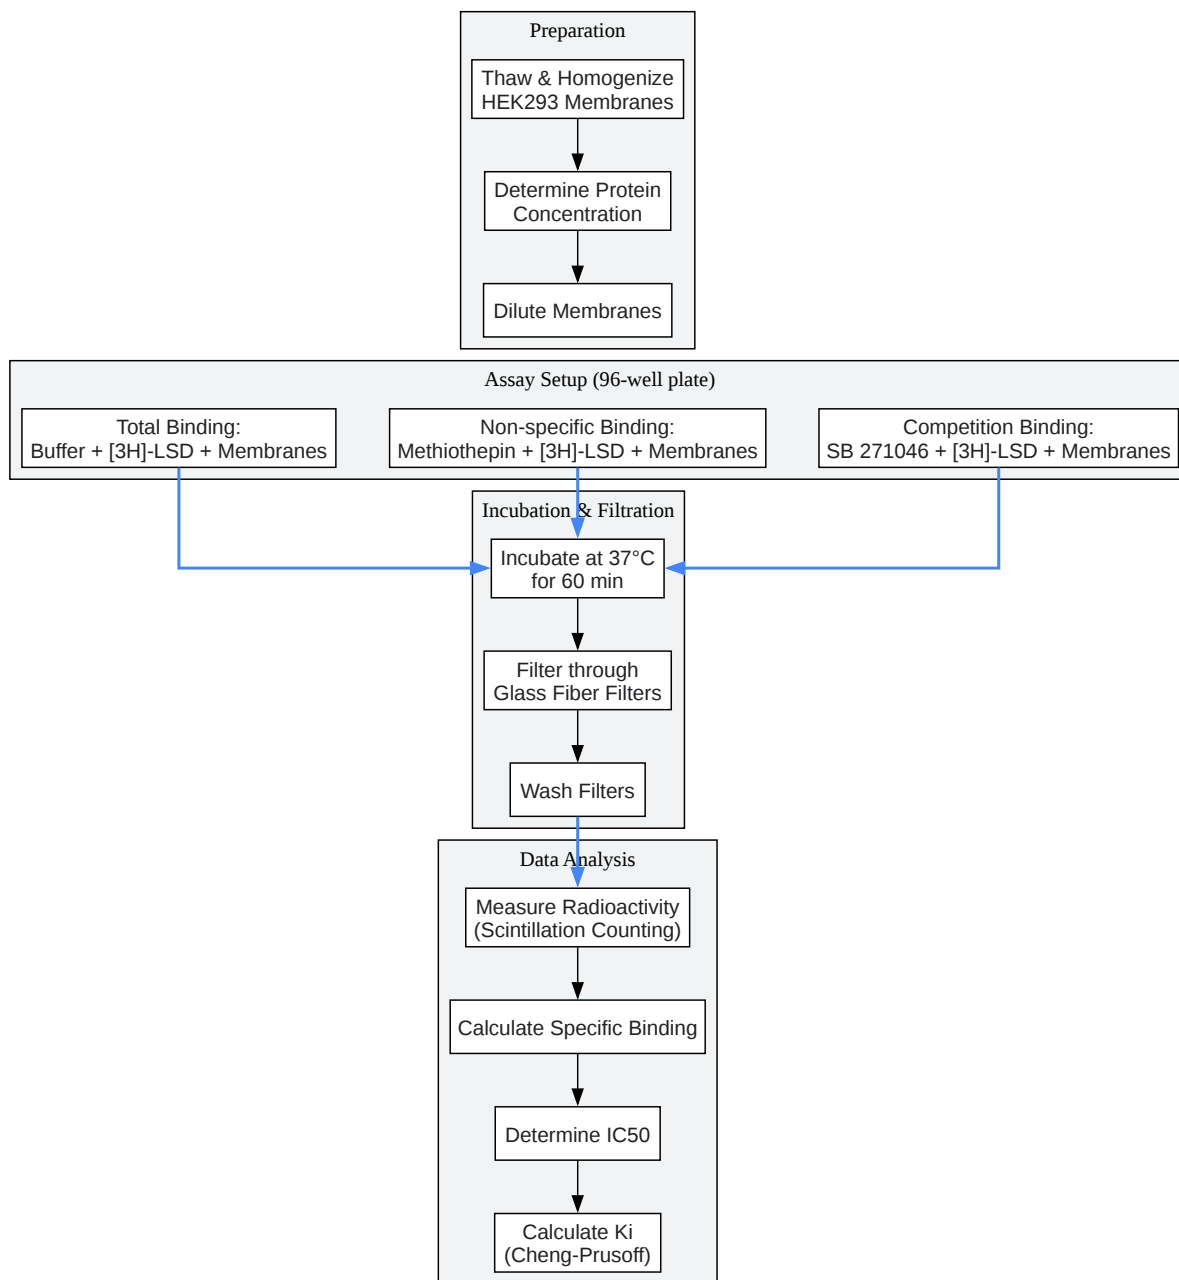 Preparation
Thaw & Homogenize
HEK293 Membranes
Determine Protein
Concentration
Dilute Membranes
Assay Setup (96-well plate)
Total Binding:
Buffer + [3H]-LSD + Membranes
Non-specific Binding:
Methiothepin + [3H]-LSD + Membranes
Competition Binding:
SB 271046 + [3H]-LSD + Membranes
Incubation & Filtration
Incubate at 37°C
for 60 min
Filter through
Glass Fiber Filters
Wash Filters
Data Analysis
Measure Radioactivity
(Scintillation Counting)
Calculate Specific Binding
Determine IC50
Calculate Ki
(Cheng-Prusoff)